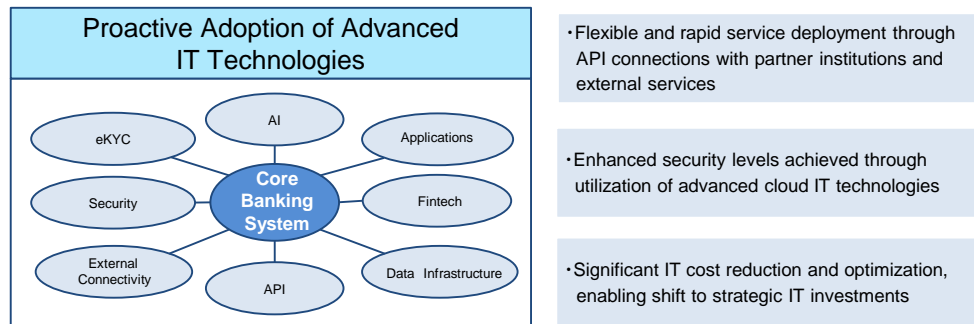 Proactive Adoption of Advanced
IT Technologies
AI
eKYC
Applications
Core
Banking
System
Security
Fintech
External
Connectivity
API
Data Infrastructure
・Flexible and rapid service deployment through
API connections with partner institutions and
external services
・Enhanced security levels achieved through
utilization of advanced cloud IT technologies
・Significant IT cost reduction and optimization,
enabling shift to strategic IT investments